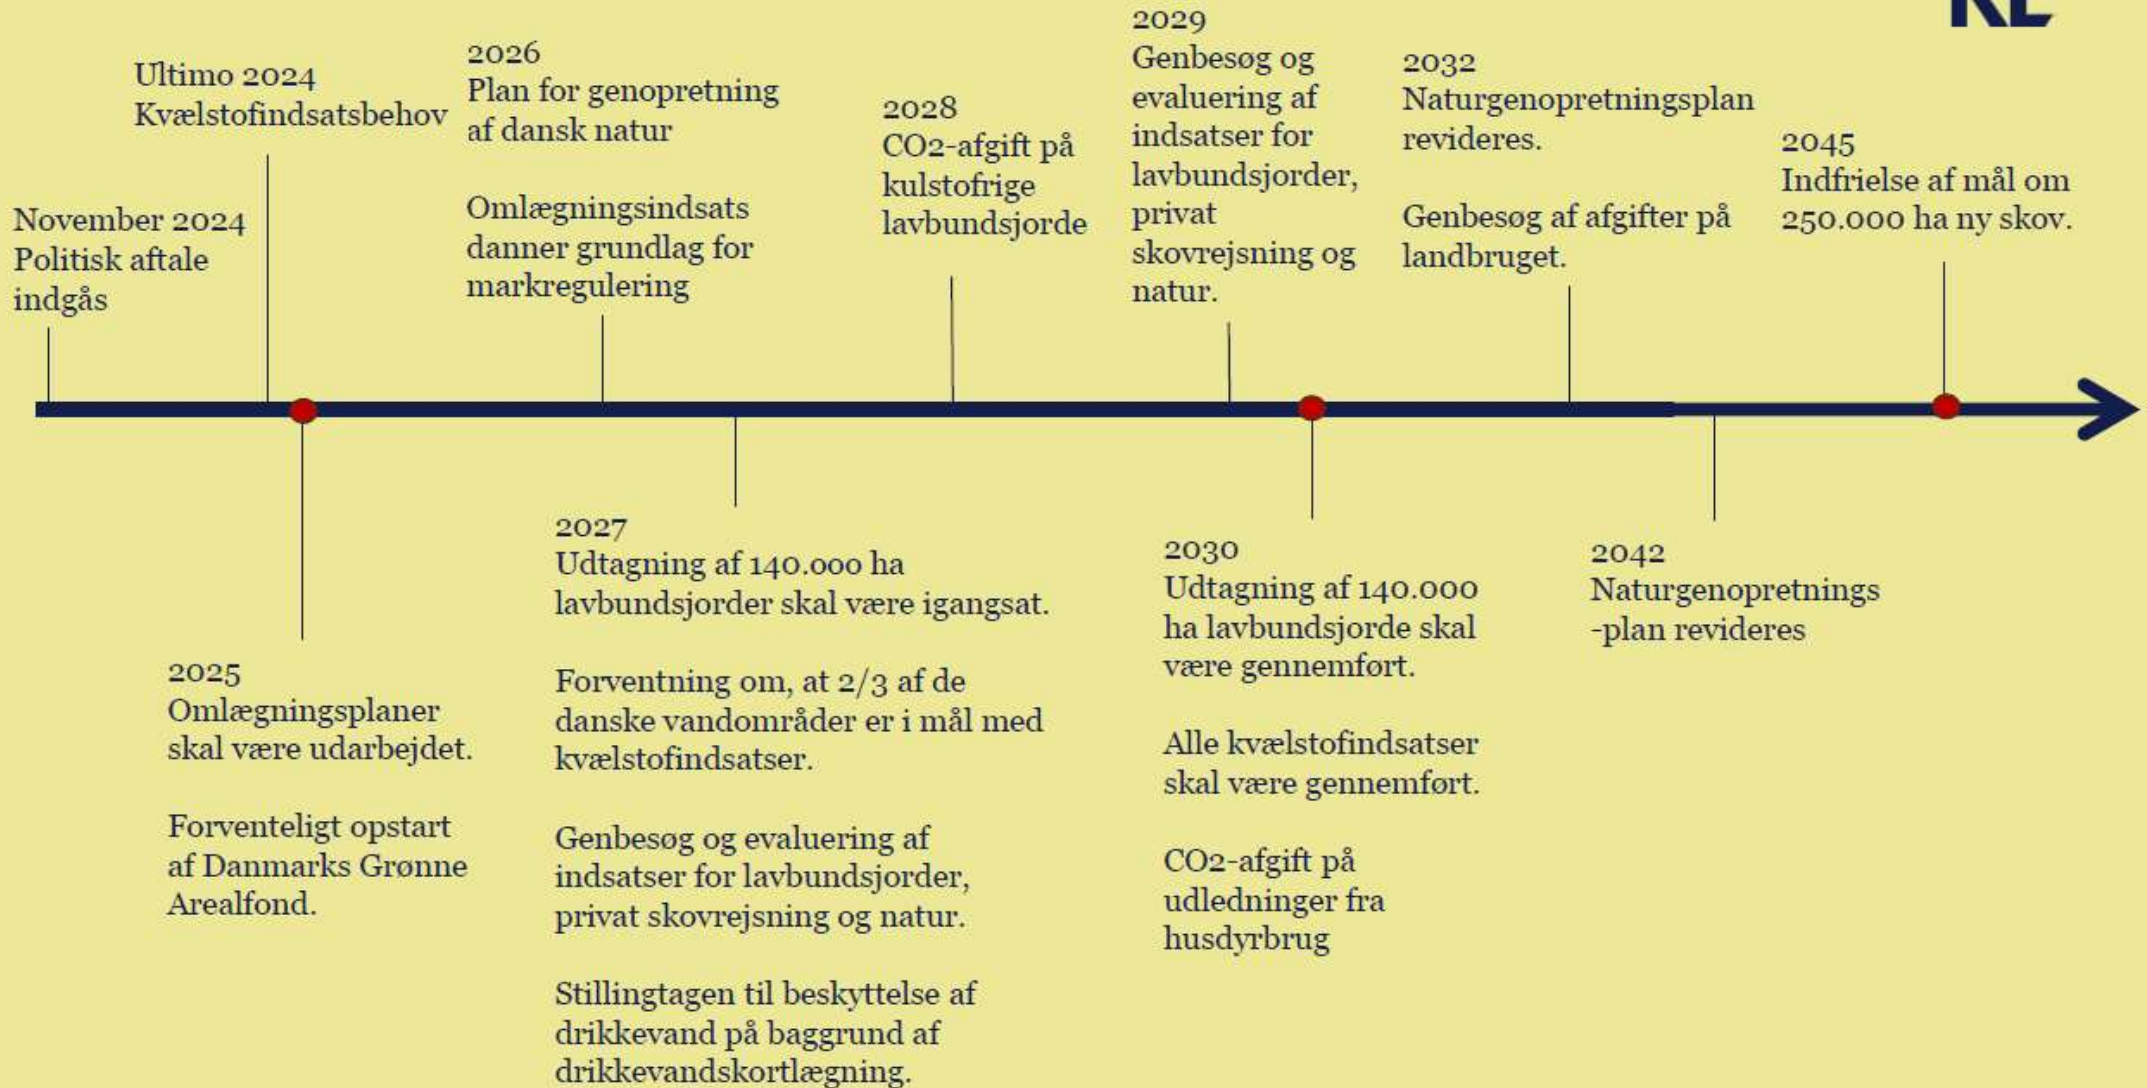 KL
November 2024
Politisk aftale
indgås
Ultimo 2024
Kvælstofindsatsbehov
2025
Omlægningsplaner
skal være udarbejdet.
Forventeligt opstart
af Danmarks Grønne
Arealfond.
2026
Plan for genopretning
af dansk natur
Omlægningsindsats
danner grundlag for
markregulering
2027
Udtagning af 140.000 ha
lavbundsjorder skal være igangsat.
Forventning om, at 2/3 af de
danske vandområder er i mål med
kvælstofindsatser.
Genbesøg og evaluering af
indsatser for lavbundsjorder,
privat skovrejsning og natur.
Stillingtagen til beskyttelse af
drikkevand på baggrund af
drikkevandskortlægning.
2028
CO2-afgift på
kulstofrige
lavbundsjorde
2029
Genbesøg og
evaluering af
indsatser for
lavbundsjorder,
privat
skovrejsning og
natur.
2030
Udtagning af 140.000
ha lavbundsjorde skal
være gennemført.
Alle kvælstofindsatser
skal være gennemført.
CO2-afgift på
udledninger fra
husdyrbrug
2032
Naturgenopretningsplan
revideres.
Genbesøg af afgifter på
landbruget.
2042
Naturgenopretnings
-plan revideres
2045
Indfrielse af mål om
250.000 ha ny skov.